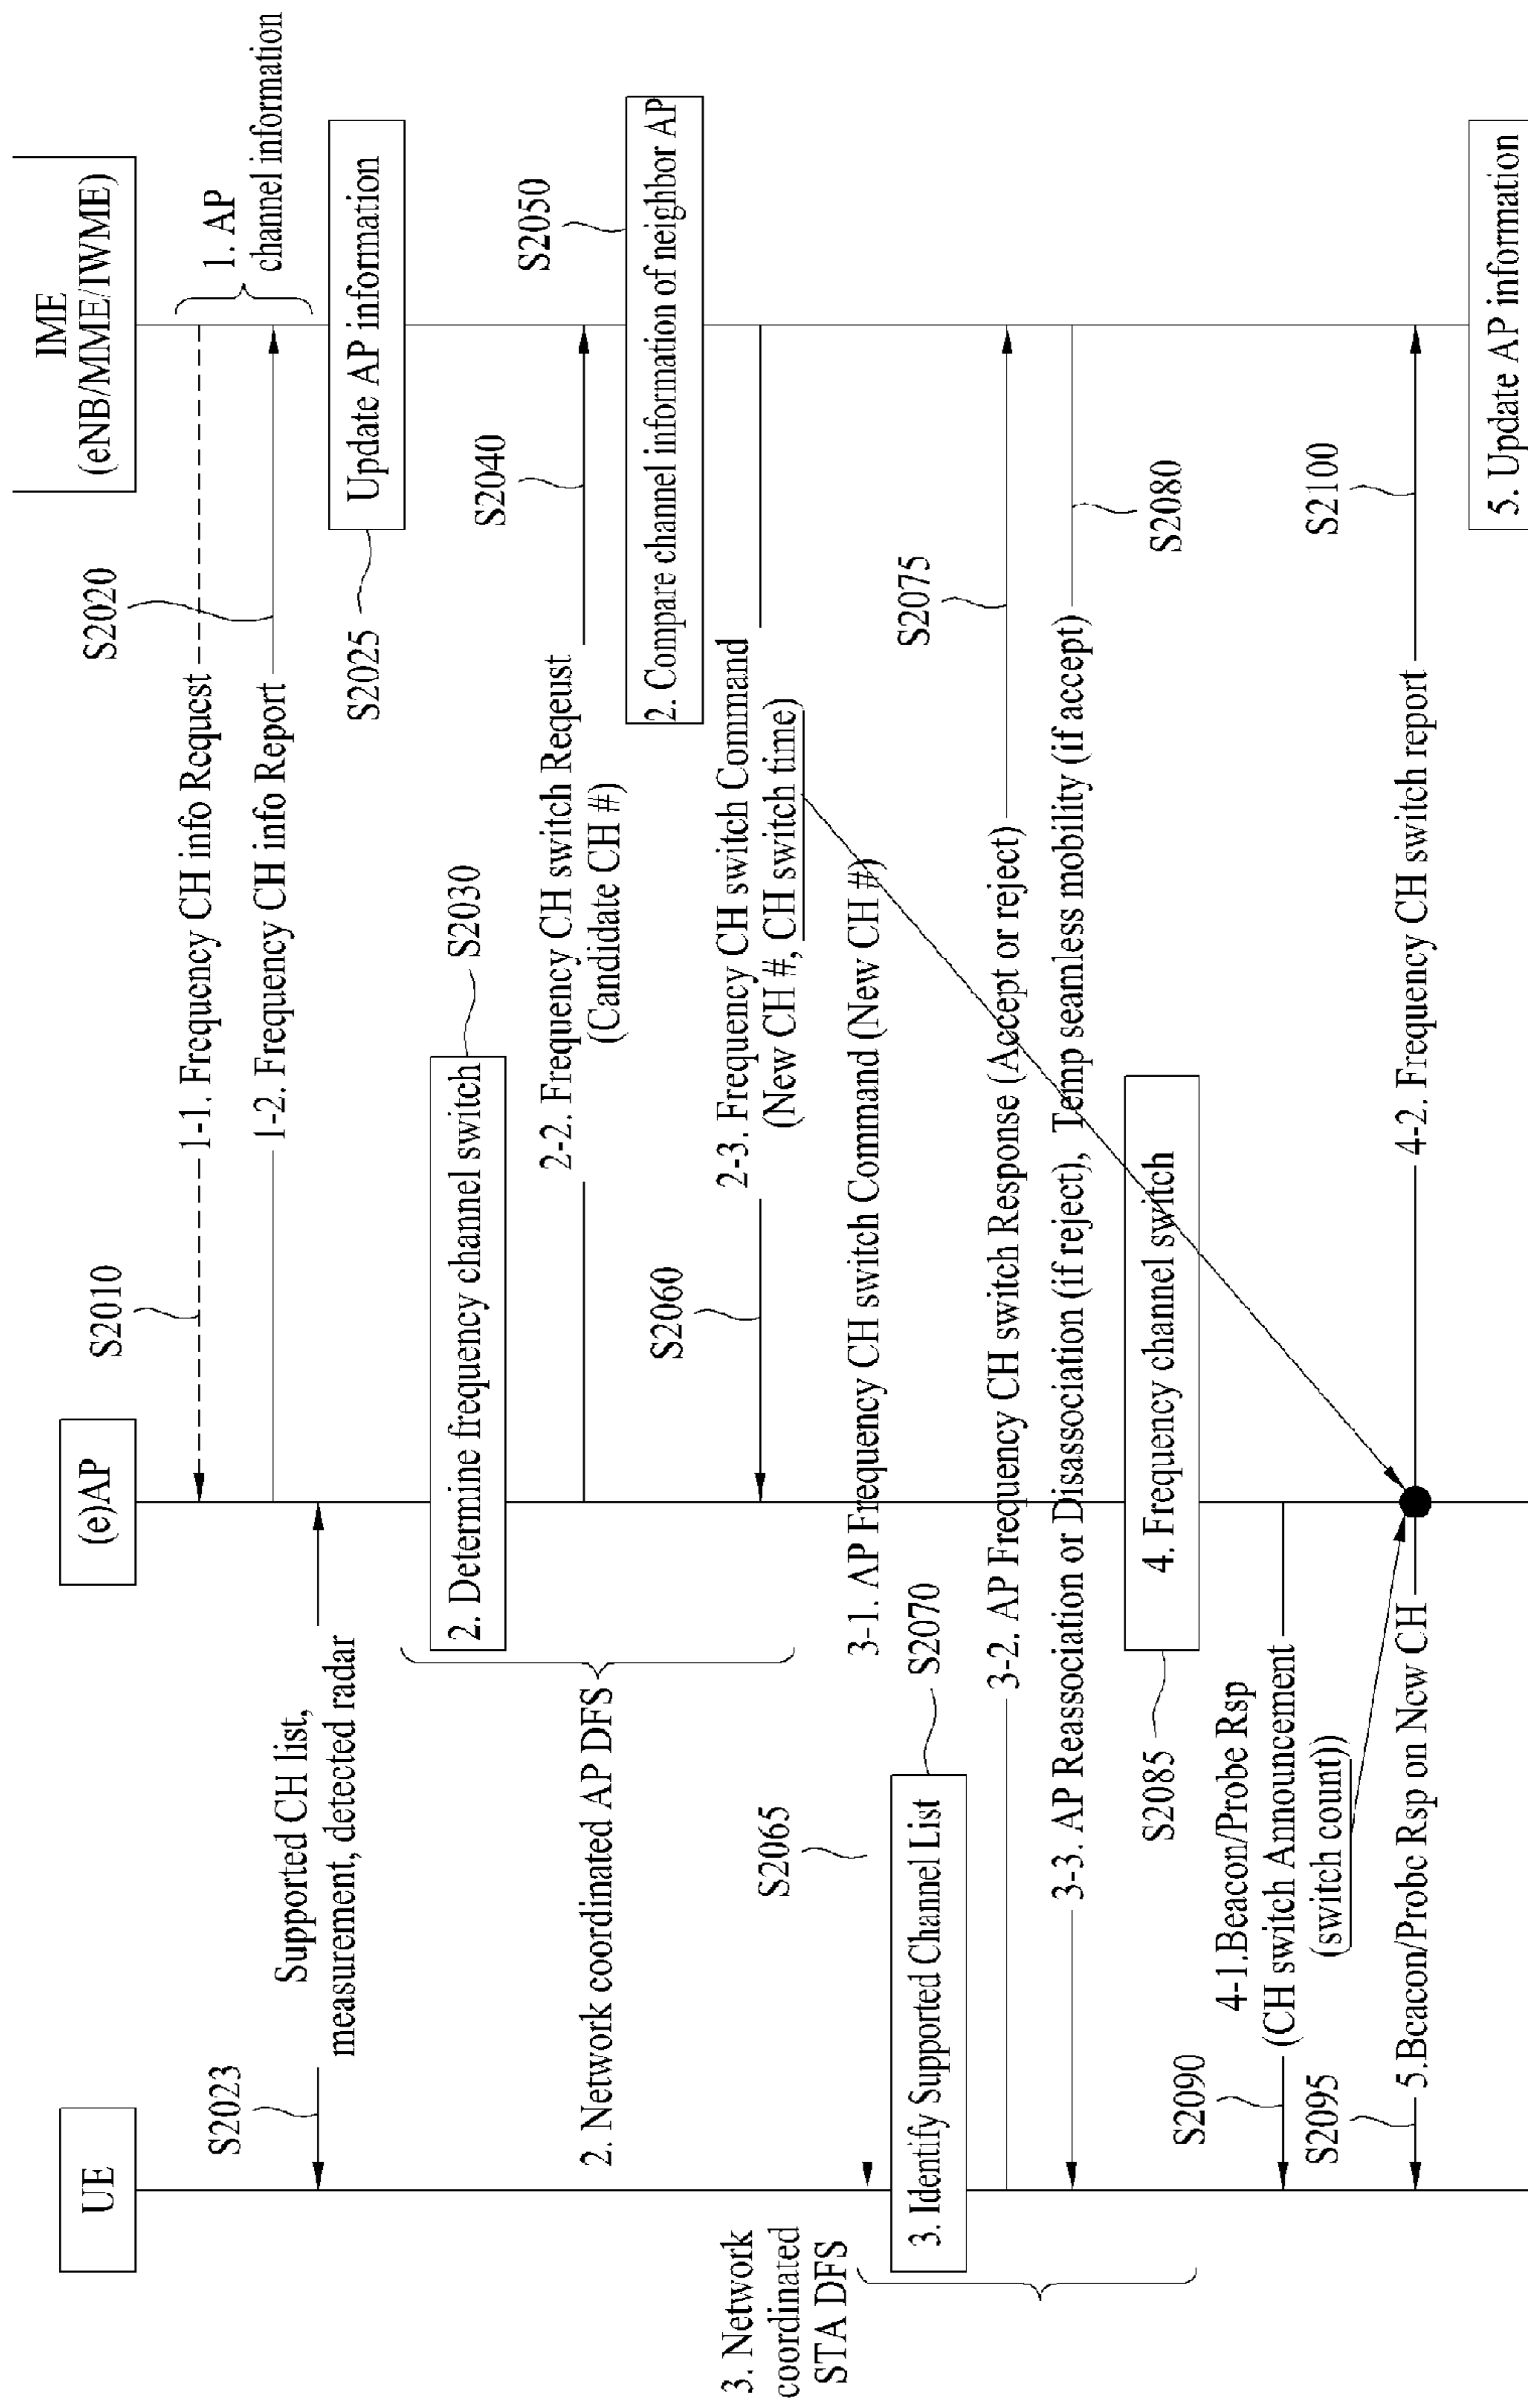 UE
(e)AP
IME
(eNB/MME/IWME)
S2010
1-1. Frequency CH info Request
1. AP
channel information
S2020
1-2. Frequency CH info Report
S2023
Supported CH list,
measurement, detected radar
S2025
Update AP information
2. Determine frequency channel switch
S2030
S2040
2-2. Frequency CH switch Reqeust
(Candidate CH #)
2. Network coordinated AP DFS
S2050
2. Compare channel information of neighbor AP
S2060
2-3. Frequency CH switch Command
(New CH #, CH switch time)
3. Network
coordinated
STA DFS
S2065
3-1. AP Frequency CH switch Command (New CH #)
3. Identify Supported Channel List
S2070
S2075
3-2. AP Frequency CH switch Response (Accept or reject)
3-3. AP Reassociation or Disassociation (if reject), Temp seamless mobility (if accept)
S2080
4. Frequency channel switch
S2085
S2090
4-1.Beacon/Probe Rsp
(CH switch Announcement
(switch count))
S2095
5.Beacon/Probe Rsp on New CH
4-2. Frequency CH switch report
S2100
5. Update AP information